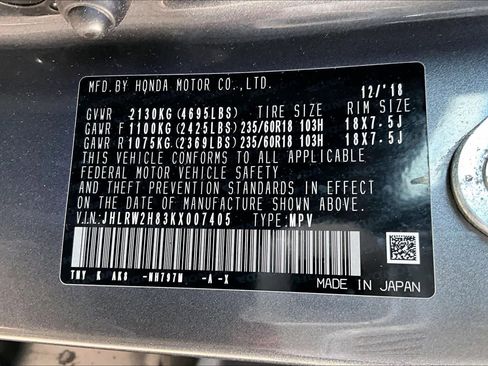 MFD.BY HONDA MOTOR CO.,LTD. 12/'18
GVWR 2130KG(4695LBS) TIRE SIZE RIM SIZE
GAWR F 1100KG(2425LBS)235/60R18 103H 18X7.5J
GAWR R 1075KG(2369LBS)235/60R18 103H 18X7.5J
THIS VEHICLE CONFORMS TO ALL APPLICABLE
FEDERAL MOTOR VEHICLE SAFETY
AND THEFT PREVENTION STANDARDS IN EFFECT
ON THE DATE OF MANUFACTURE SHOWN ABOVE.
V.I.N.:JHLRW2H83KX007405 TYPE:MPV
TNY K AK8 -NH797M -A -X
MADE IN JAPAN